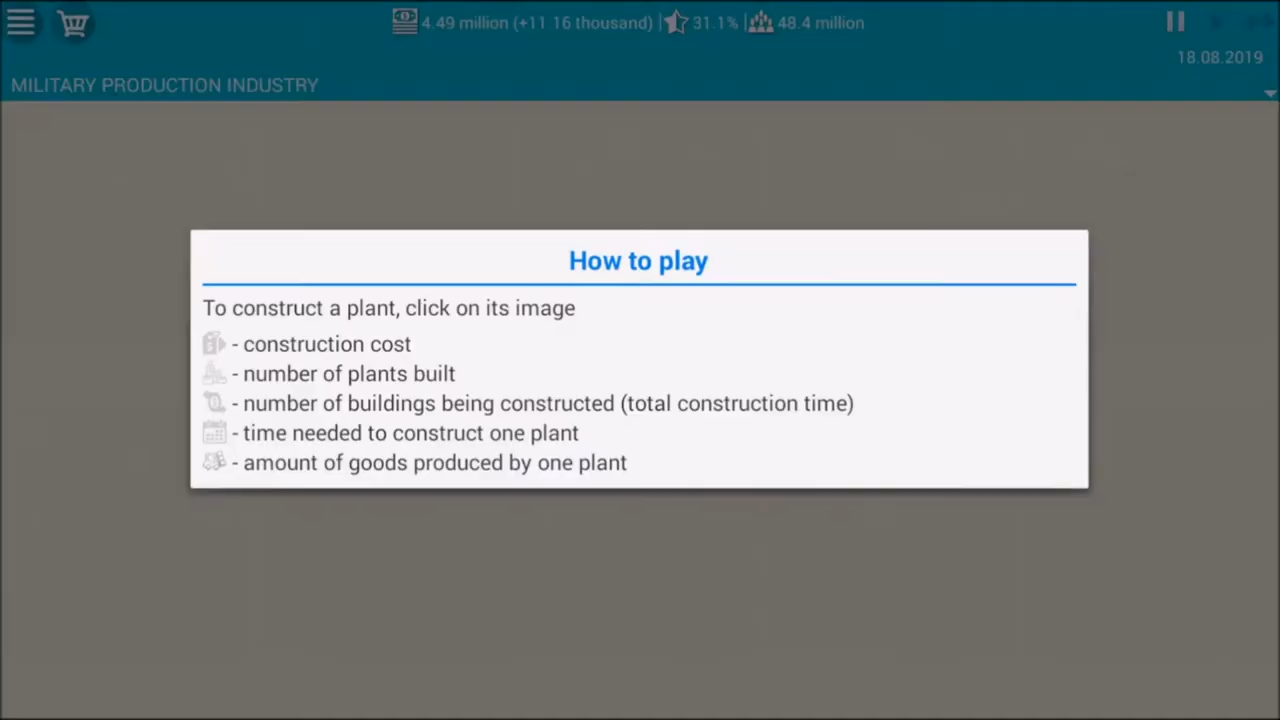 4.49 million (+11.16 thousand) 31.1% 48.4 million
18.08.2019
MILITARY PRODUCTION INDUSTRY
How to play
To construct a plant, click on its image
- construction cost
- number of plants built
- number of buildings being constructed (total construction time)
- time needed to construct one plant
- amount of goods produced by one plant